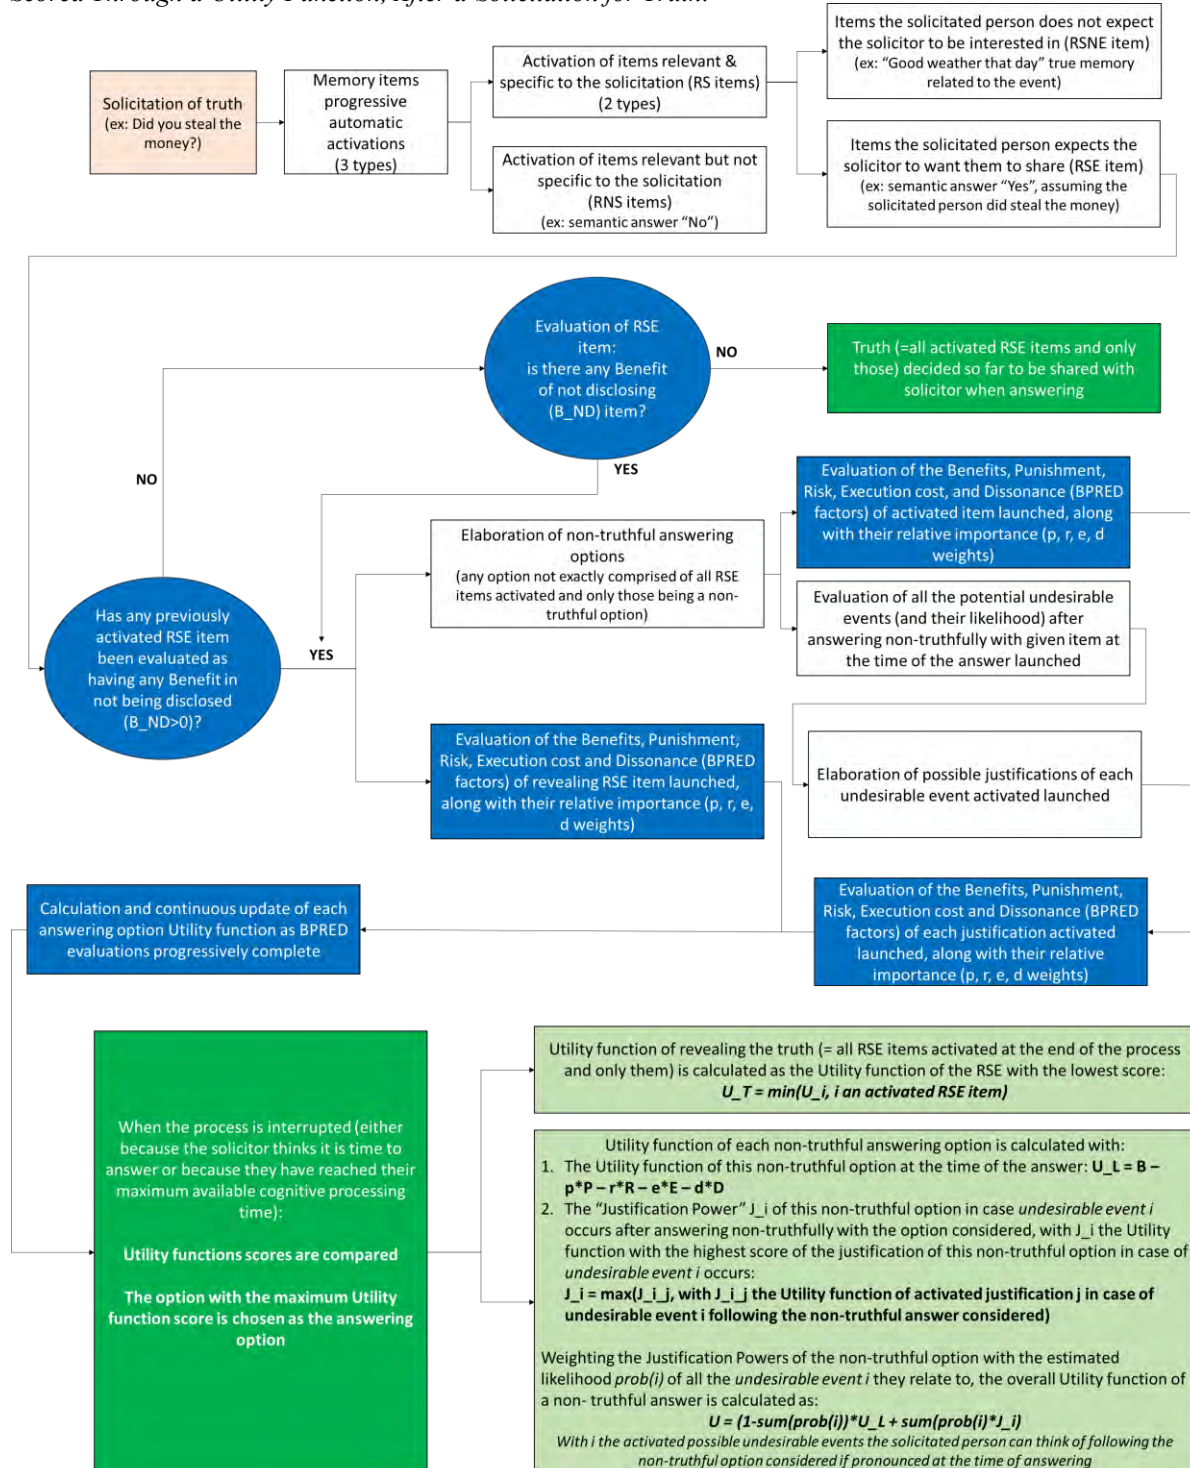 Scored Through a Utility Function, After a Solicitation for Truth.
Solicitation of truth
(ex: Did you steal the
money?)
Memory items
progressive
automatic
activations
(3 types)
Activation of items relevant &
specific to the solicitation (RS items)
(2 types)
Activation of items relevant but not
specific to the solicitation
(RNS items)
(ex: semantic answer “No”)
Items the solicitated person does not expect
the solicitor to be interested in (RSNE item)
(ex: “Good weather that day” true memory
related to the event)
Items the solicitated person expects the
solicitor to want them to share (RSE item)
(ex: semantic answer “Yes”, assuming the
solicitated person did steal the money)
Evaluation of RSE
item:
is there any Benefit
of not disclosing
(B_ND) item?
NO
Truth (=all activated RSE items and only
those) decided so far to be shared with
solicitor when answering
NO
YES
Has any previously
activated RSE item
been evaluated as
having any Benefit in
not being disclosed
(B_ND>0)?
YES
Elaboration of non-truthful answering
options
(any option not exactly comprised of all RSE
items activated and only those being a non-
truthful option)
Evaluation of the Benefits, Punishment,
Risk, Execution cost, and Dissonance (BPRED
factors) of activated item launched, along
with their relative importance (p, r, e, d
weights)
Evaluation of all the potential undesirable
events (and their likelihood) after
answering non-truthfully with given item at
the time of the answer launched
Evaluation of the Benefits, Punishment,
Risk, Execution cost and Dissonance (BPRED
factors) of revealing RSE item launched,
along with their relative importance (p, r, e,
d weights)
Elaboration of possible justifications of each
undesirable event activated launched
Calculation and continuous update of each
answering option Utility function as BPRED
evaluations progressively complete
Evaluation of the Benefits, Punishment,
Risk, Execution cost and Dissonance (BPRED
factors) of each justification activated
launched, along with their relative
importance (p, r, e, d weights)
When the process is interrupted (either
because the solicitor thinks it is time to
answer or because they have reached their
maximum available cognitive processing
time):
Utility functions scores are compared
The option with the maximum Utility
function score is chosen as the answering
option
Utility function of revealing the truth (= all RSE items activated at the end of the process
and only them) is calculated as the Utility function of the RSE with the lowest score:
U_T = min(U_i, i an activated RSE item)
Utility function of each non-truthful answering option is calculated with:
1. The Utility function of this non-truthful option at the time of the answer: U_L = B –
p*P – r*R – e*E – d*D
2. The “Justification Power” J_i of this non-truthful option in case undesirable event i
occurs after answering non-truthfully with the option considered, with J_i the Utility
function with the highest score of the justification of this non-truthful option in case of
undesirable event i occurs:
J_i = max(J_i_j, with J_i_j the Utility function of activated justification j in case of
undesirable event i following the non-truthful answer considered)
Weighting the Justification Powers of the non-truthful option with the estimated
likelihood prob(i) of all the undesirable event i they relate to, the overall Utility function of
a non- truthful answer is calculated as:
U = (1-sum(prob(i))*U_L + sum(prob(i)*J_i)
With i the activated possible undesirable events the solicitated person can think of following the
non-truthful option considered if pronounced at the time of answering